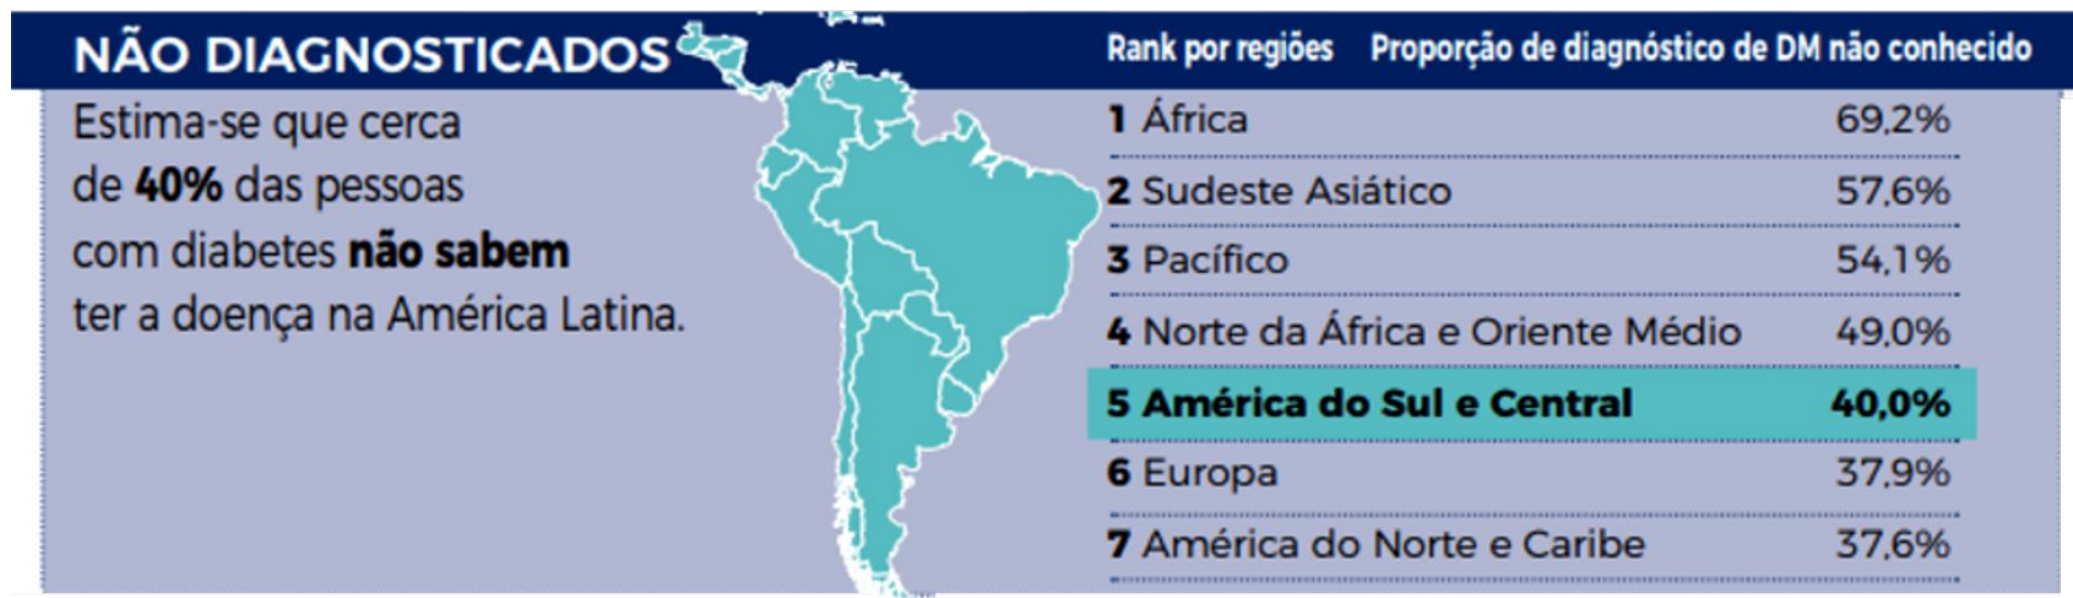 NÃO DIAGNOSTICADOS
Estima-se que cerca
de 40% das pessoas
com diabetes não sabem
ter a doença na América Latina.
Rank por regiões Proporção de diagnóstico de DM não conhecido
1 África 69,2%
2 Sudeste Asiático 57,6%
3 Pacífico 54,1%
4 Norte da África e Oriente Médio 49,0%
5 América do Sul e Central 40,0%
6 Europa 37,9%
7 América do Norte e Caribe 37,6%